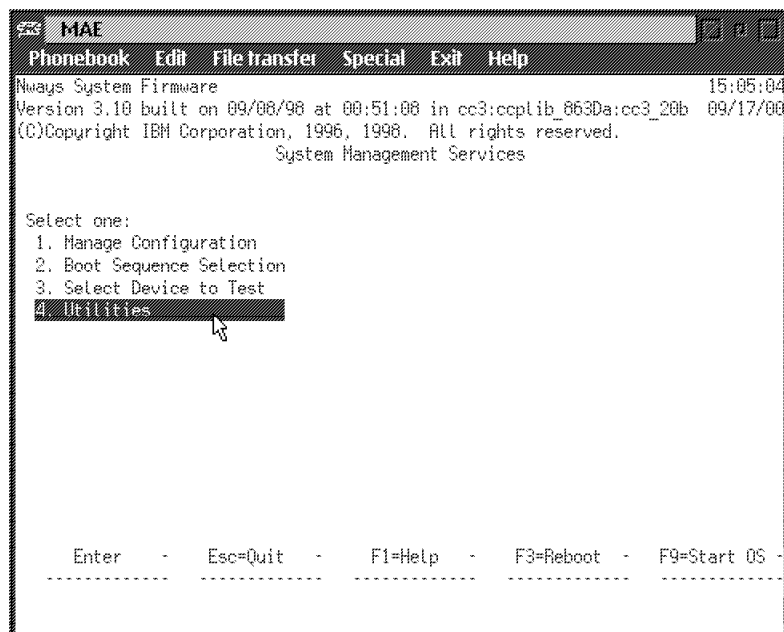 MAE
Phonebook Edit File transfer Special Exit Help
Nways System Firmware 15:05:04
Version 3.10 built on 09/08/98 at 00:51:08 in cc3:ccplib_863Da:cc3_20b 09/17/00
(C)Copyright IBM Corporation, 1996, 1998. All rights reserved.
System Management Services
Select one:
1. Manage Configuration
2. Boot Sequence Selection
3. Select Device to Test
4. Utilities
Enter - Esc=Quit - F1=Help - F3=Reboot - F9=Start OS -